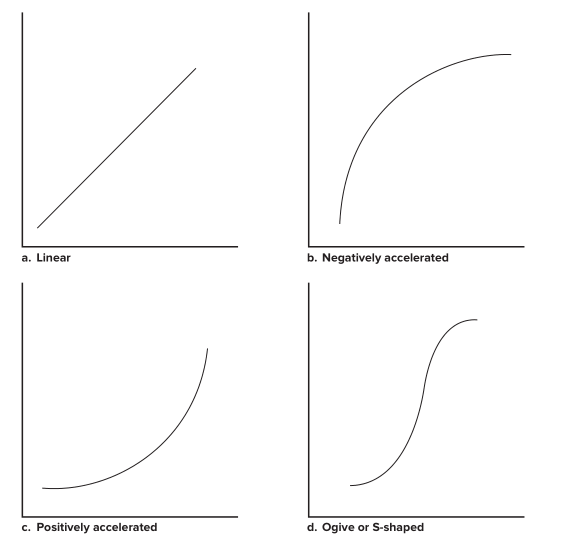 a. Linear
b. Negatively accelerated
c. Positively accelerated
d. Ogive or S-shaped